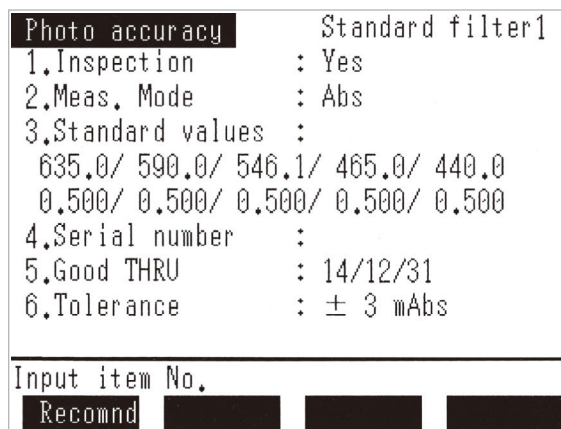 Photo accuracy Standard filter1
1.Inspection : Yes
2.Meas. Mode : Abs
3.Standard values :
635.0/ 590.0/ 546.1/ 465.0/ 440.0
0.500/ 0.500/ 0.500/ 0.500/ 0.500
4.Serial number :
5.Good THRU : 14/12/31
6.Tolerance : ± 3 mAbs
Input item No.
Recomnd